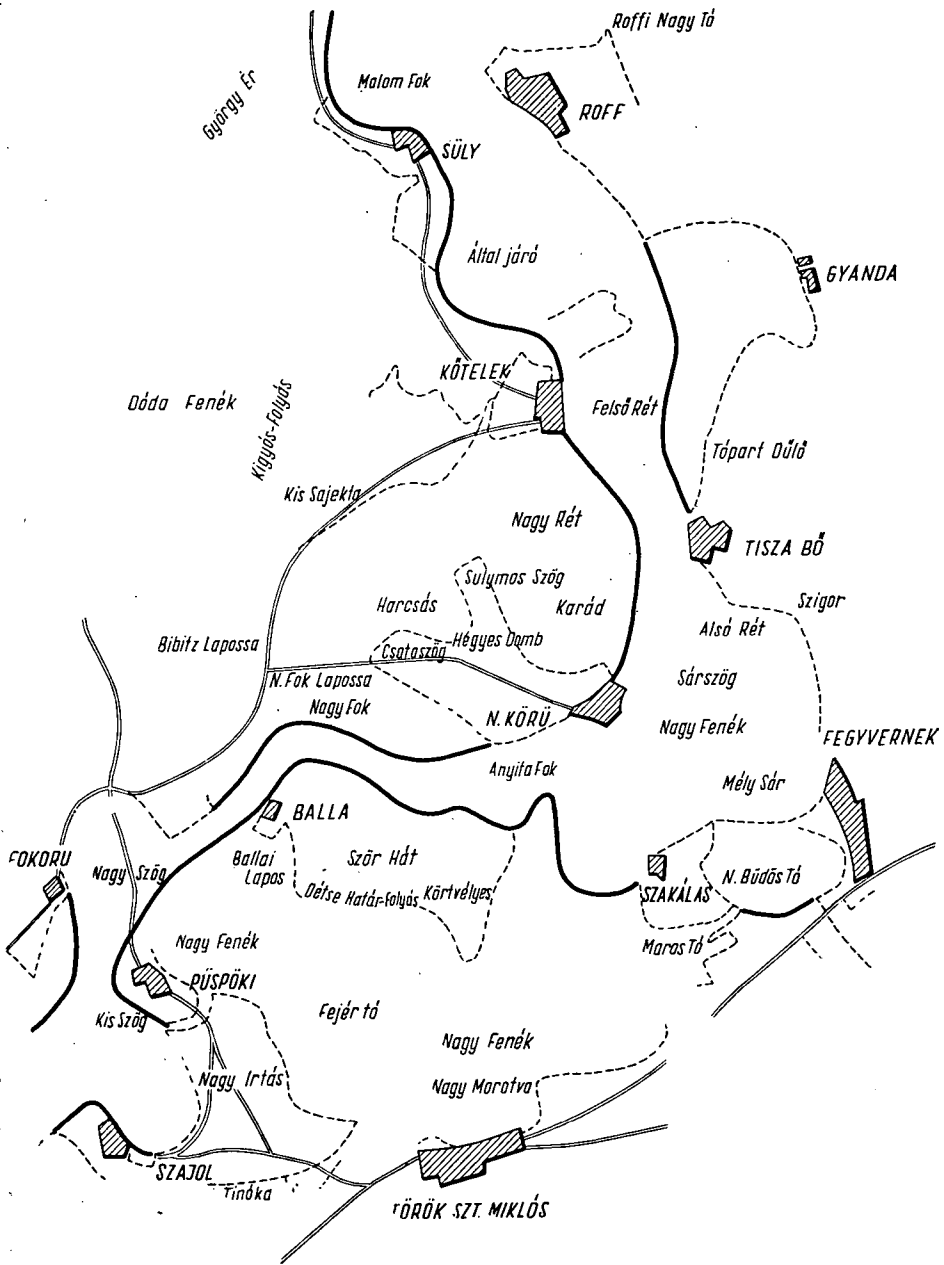 Roffi Nagy Tó
György Ér
Malom Fok
ROFF
SÜLY
Által járó
GYANDA
KŐTELEK
Dóda Fenék
Kigyós-Folyás
Felső Rét
Tópart Dűlő
Kis Sajekta
Nagy Rét
TISZA BŐ
Sulymos Szög
Szigor
Harcsás
Karád
Alsó Rét
Bibitz Lapossa
Csataszög
Hegyes Domb
N. Fok Lapossa
Sárszög
Nagy Fok
N. KÖRÜ
Nagy Fenék
FEGYVERNEK
Anyita Fok
Mély Sár
BALLA
FOKORU
Nagy Szög
Ballai
Lapos
Ször Hát
Détse Határ-Folyás
Körtvélyes
SZAKÁLAS
N. Büdös Tó
Maros Tó
Nagy Fenék
PÜSPÖKI
Kis Szög
Fejér tó
Nagy Fenék
Nagy Irtás
Nagy Morotva
SZAJOL
Tinóka
TÖRÖK SZT. MIKLÓS